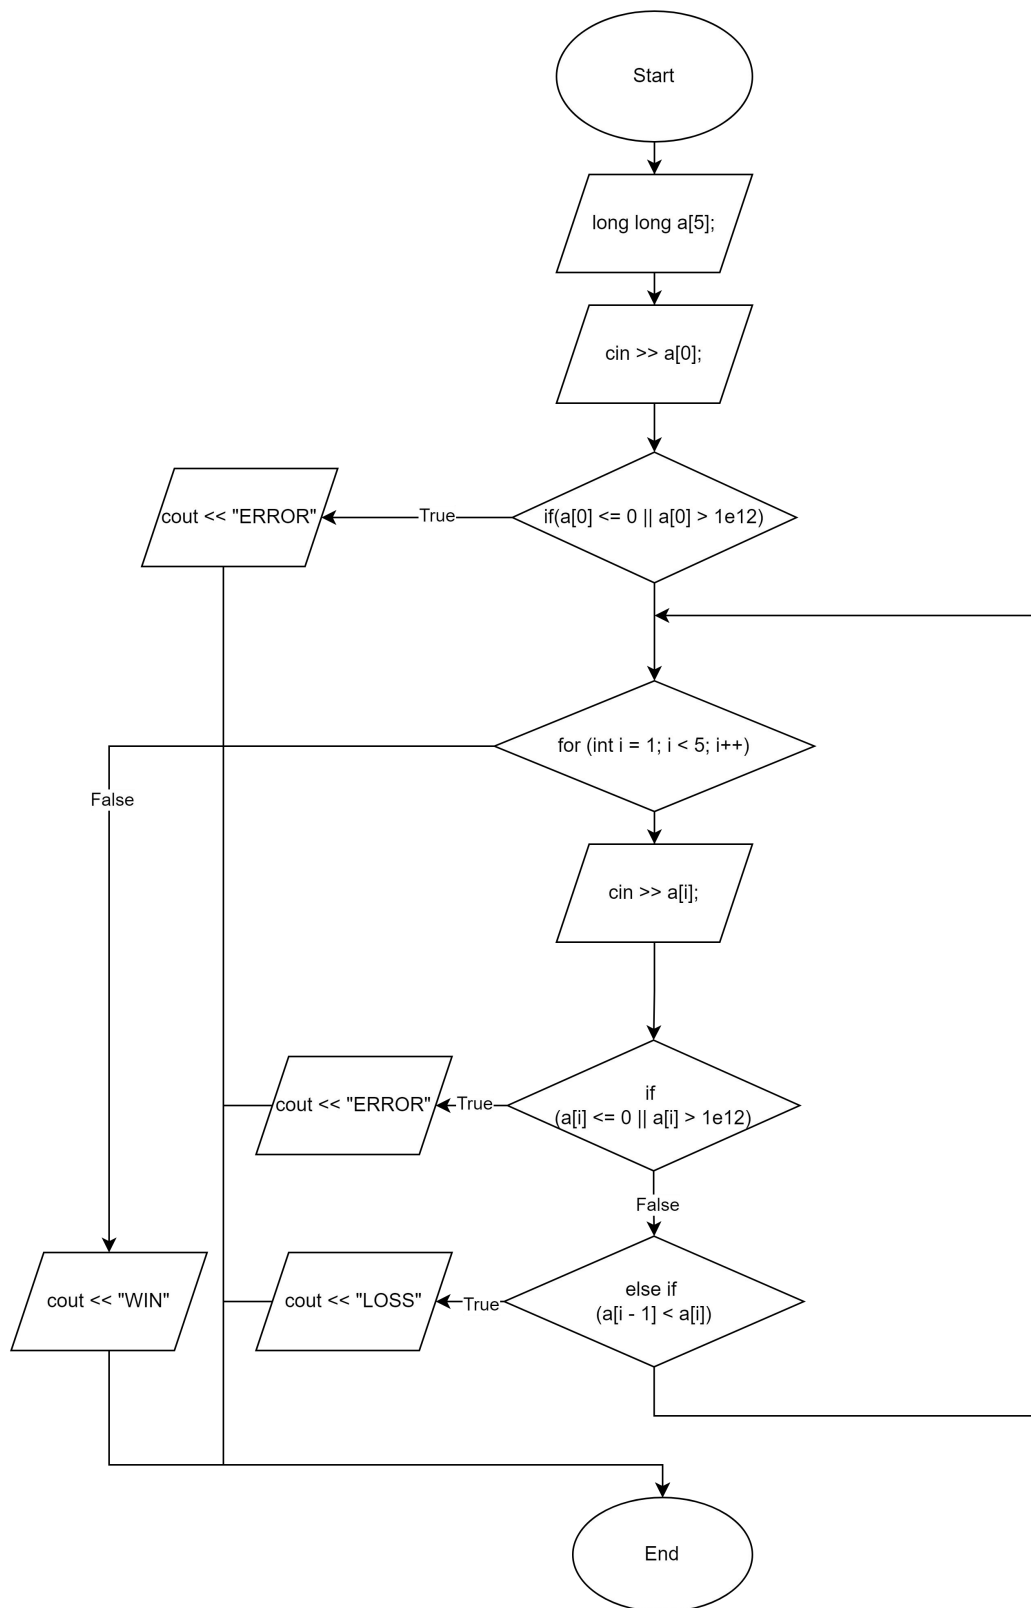 Start
long long a[5];
cin >> a[0];
if(a[0] <= 0 || a[0] > 1e12)
True
cout << "ERROR"
for (int i = 1; i < 5; i++)
False
cin >> a[i];
if
(a[i] <= 0 || a[i] > 1e12)
True
cout << "ERROR"
False
else if
(a[i - 1] < a[i])
True
cout << "LOSS"
cout << "WIN"
End